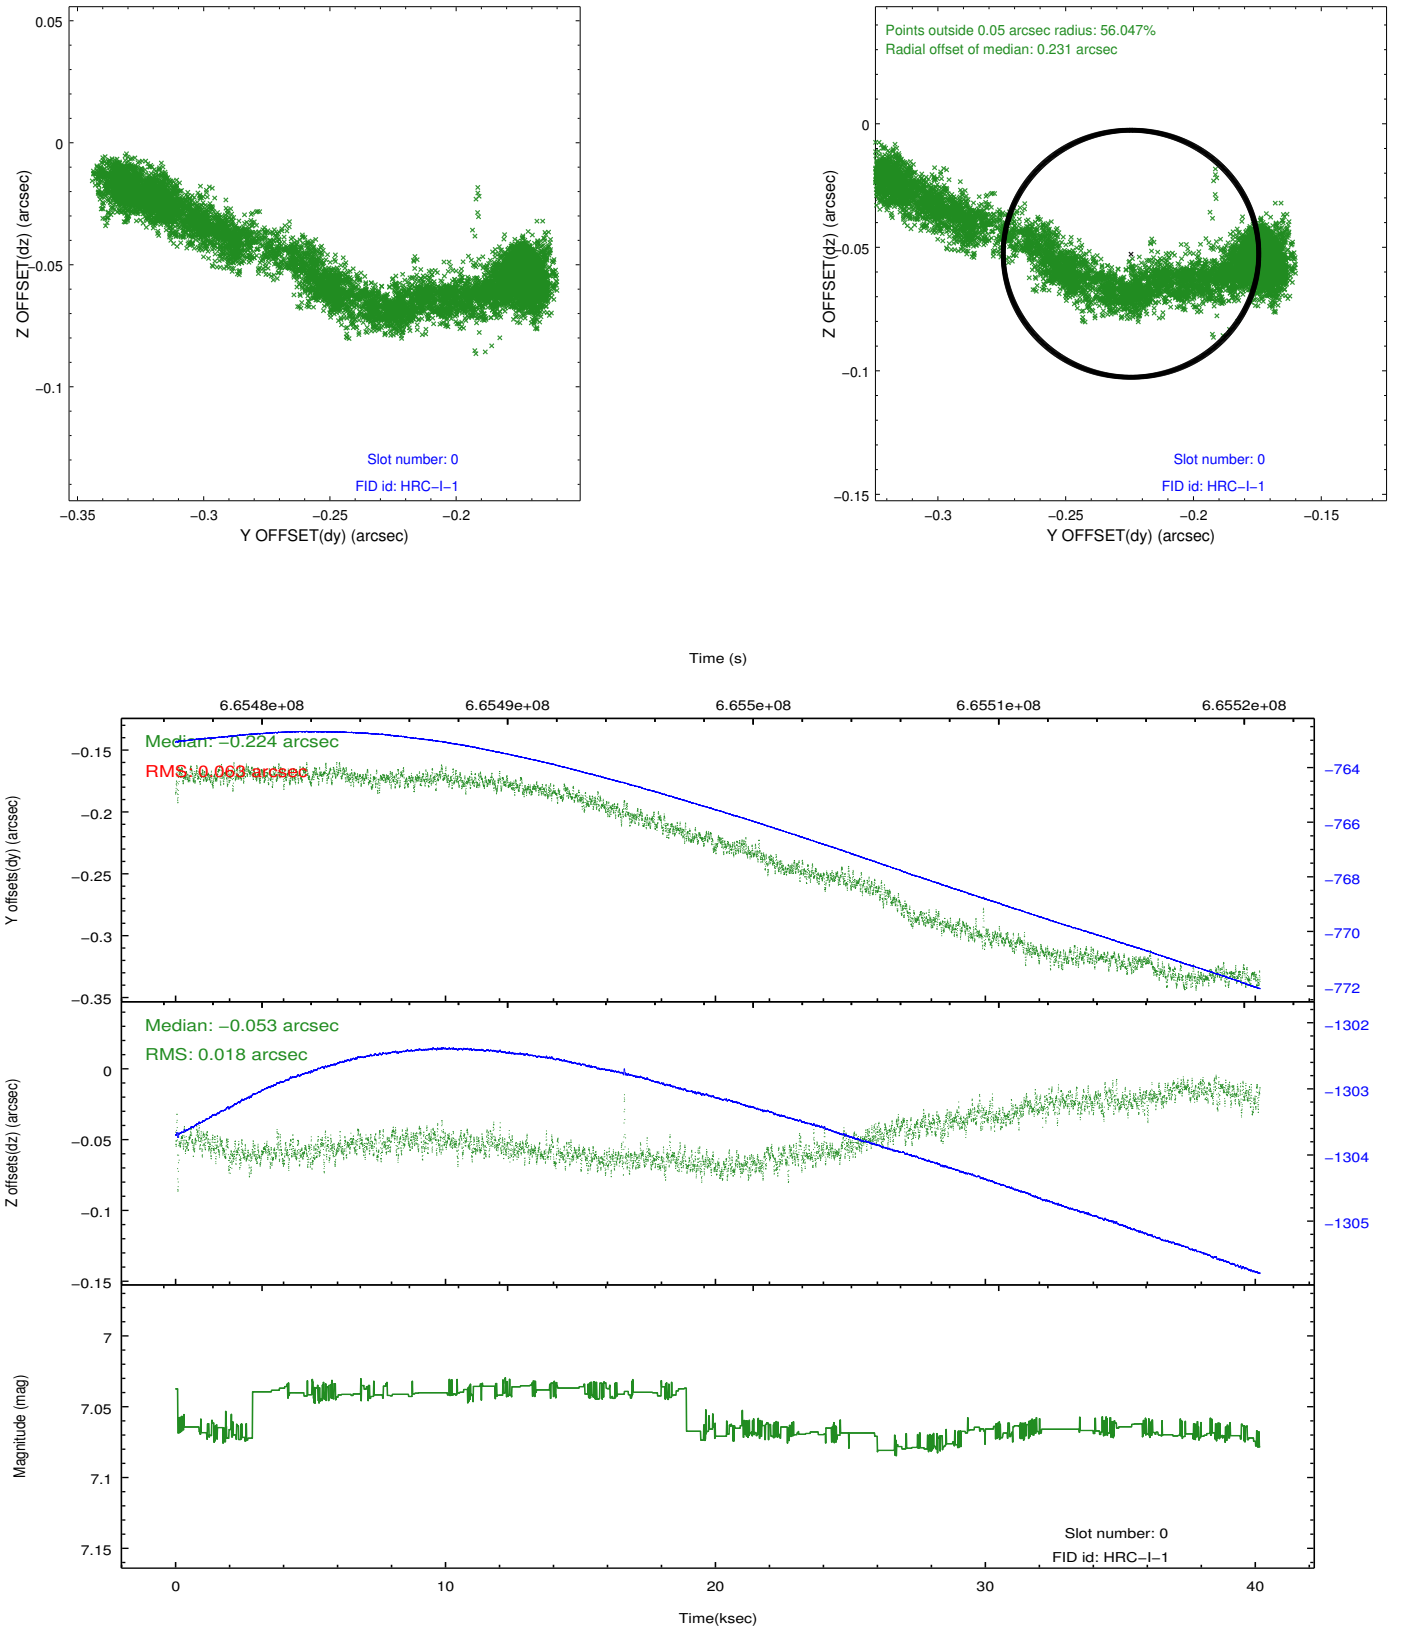 0.05
0
−0.05
−0.1
Z OFFSET(dz) (arcsec)
Slot number: 0
FID id: HRC−I−1
−0.35
−0.3
−0.25
−0.2
Y OFFSET(dy) (arcsec)
Points outside 0.05 arcsec radius: 56.047%
Radial offset of median: 0.231 arcsec
0
−0.05
−0.1
−0.15
Z OFFSET(dz) (arcsec)
Slot number: 0
FID id: HRC−I−1
−0.3
−0.25
−0.2
−0.15
Y OFFSET(dy) (arcsec)
Time (s)
6.6548e+08
6.6549e+08
6.655e+08
6.6551e+08
6.6552e+08
Median: −0.224 arcsec
RMS: 0.063 arcsec
−0.15
−0.2
−0.25
−0.3
−0.35
Y offsets(dy) (arcsec)
−764
−766
−768
−770
−772
Median: −0.053 arcsec
RMS: 0.018 arcsec
0
−0.05
−0.1
−0.15
Z offsets(dz) (arcsec)
−1302
−1303
−1304
−1305
7
7.05
7.1
7.15
Magnitude (mag)
Slot number: 0
FID id: HRC−I−1
0
10
20
30
40
Time(ksec)